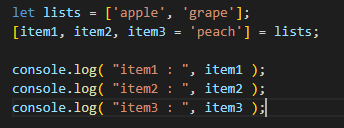 let lists = ['apple', 'grape'];
[item1, item2, item3 = 'peach'] = lists;
console.log( "item1 : ", item1 );
console.log( "item2 : ", item2 );
console.log( "item3 : ", item3 );